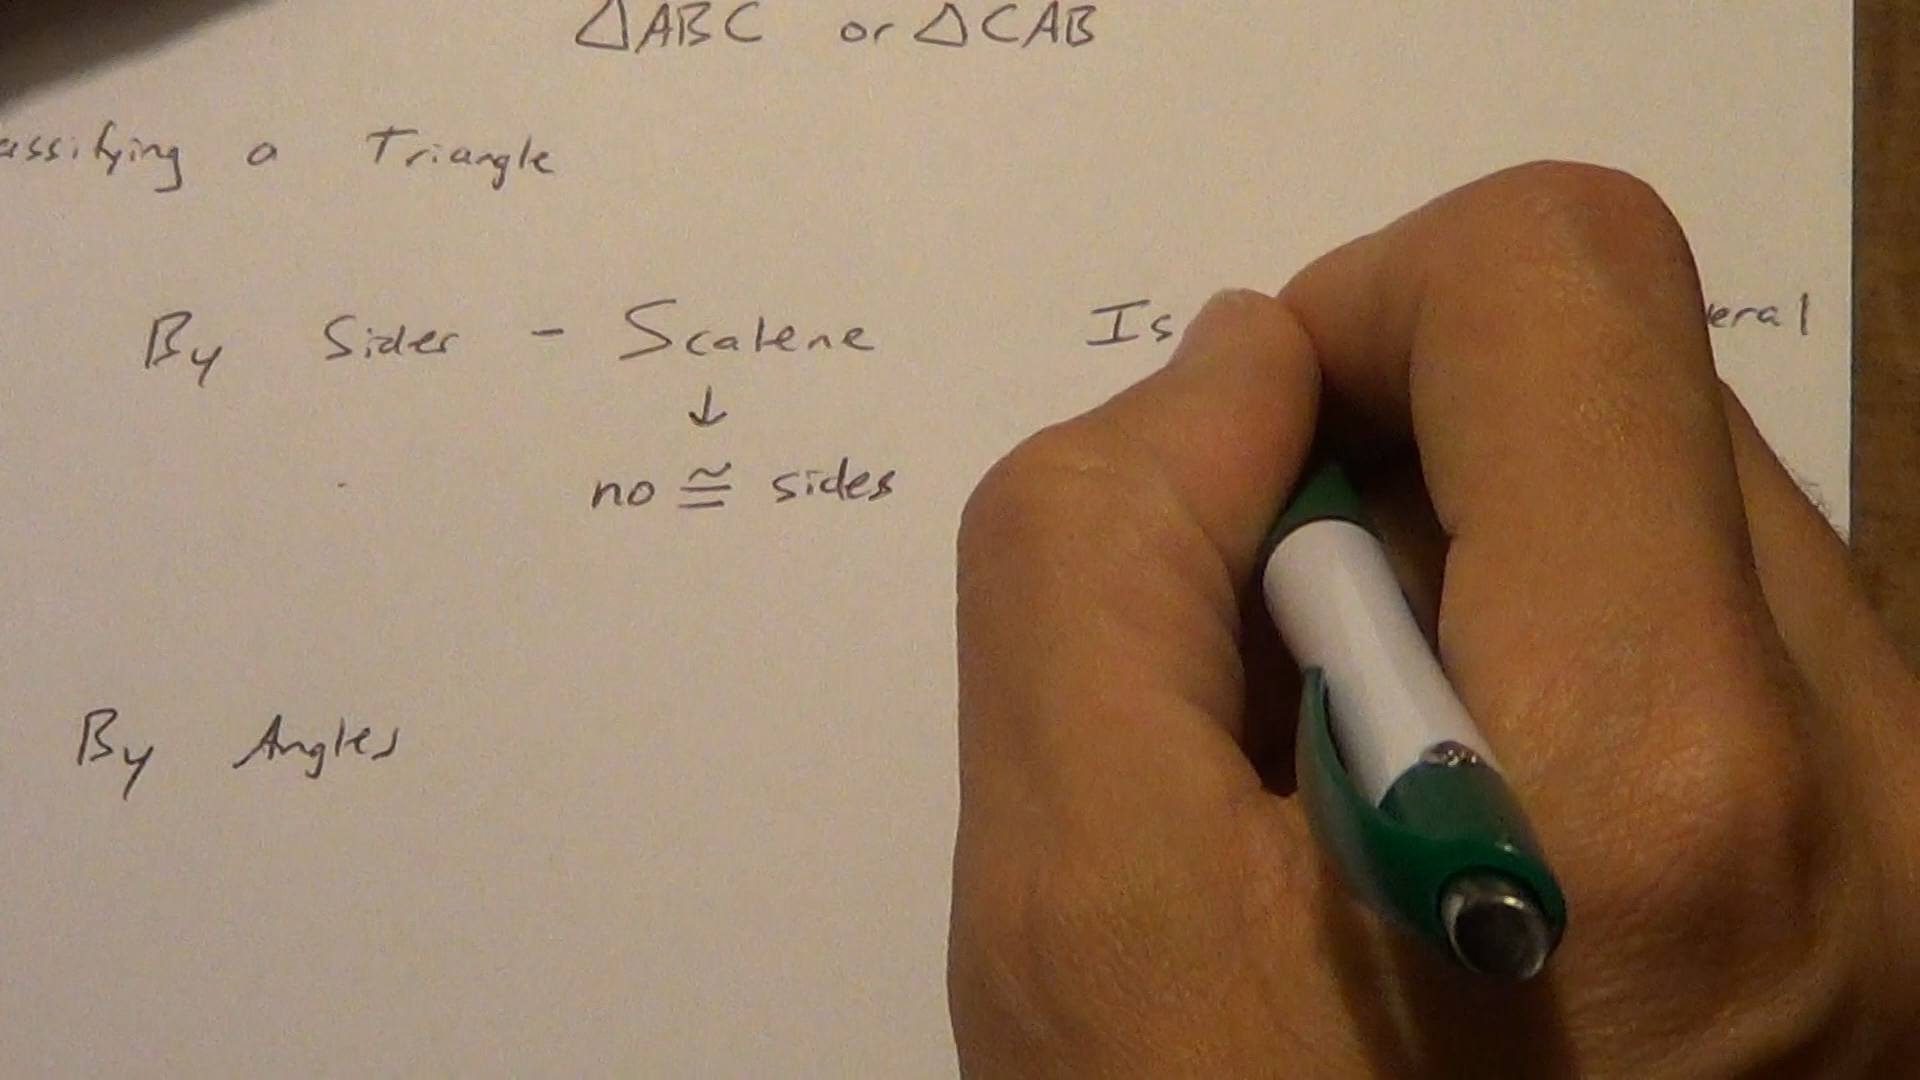 △ABC or △CAB
assifying a Triangle
By Sides - Scalene Is eral
↓
no ≅ sides
By Angles